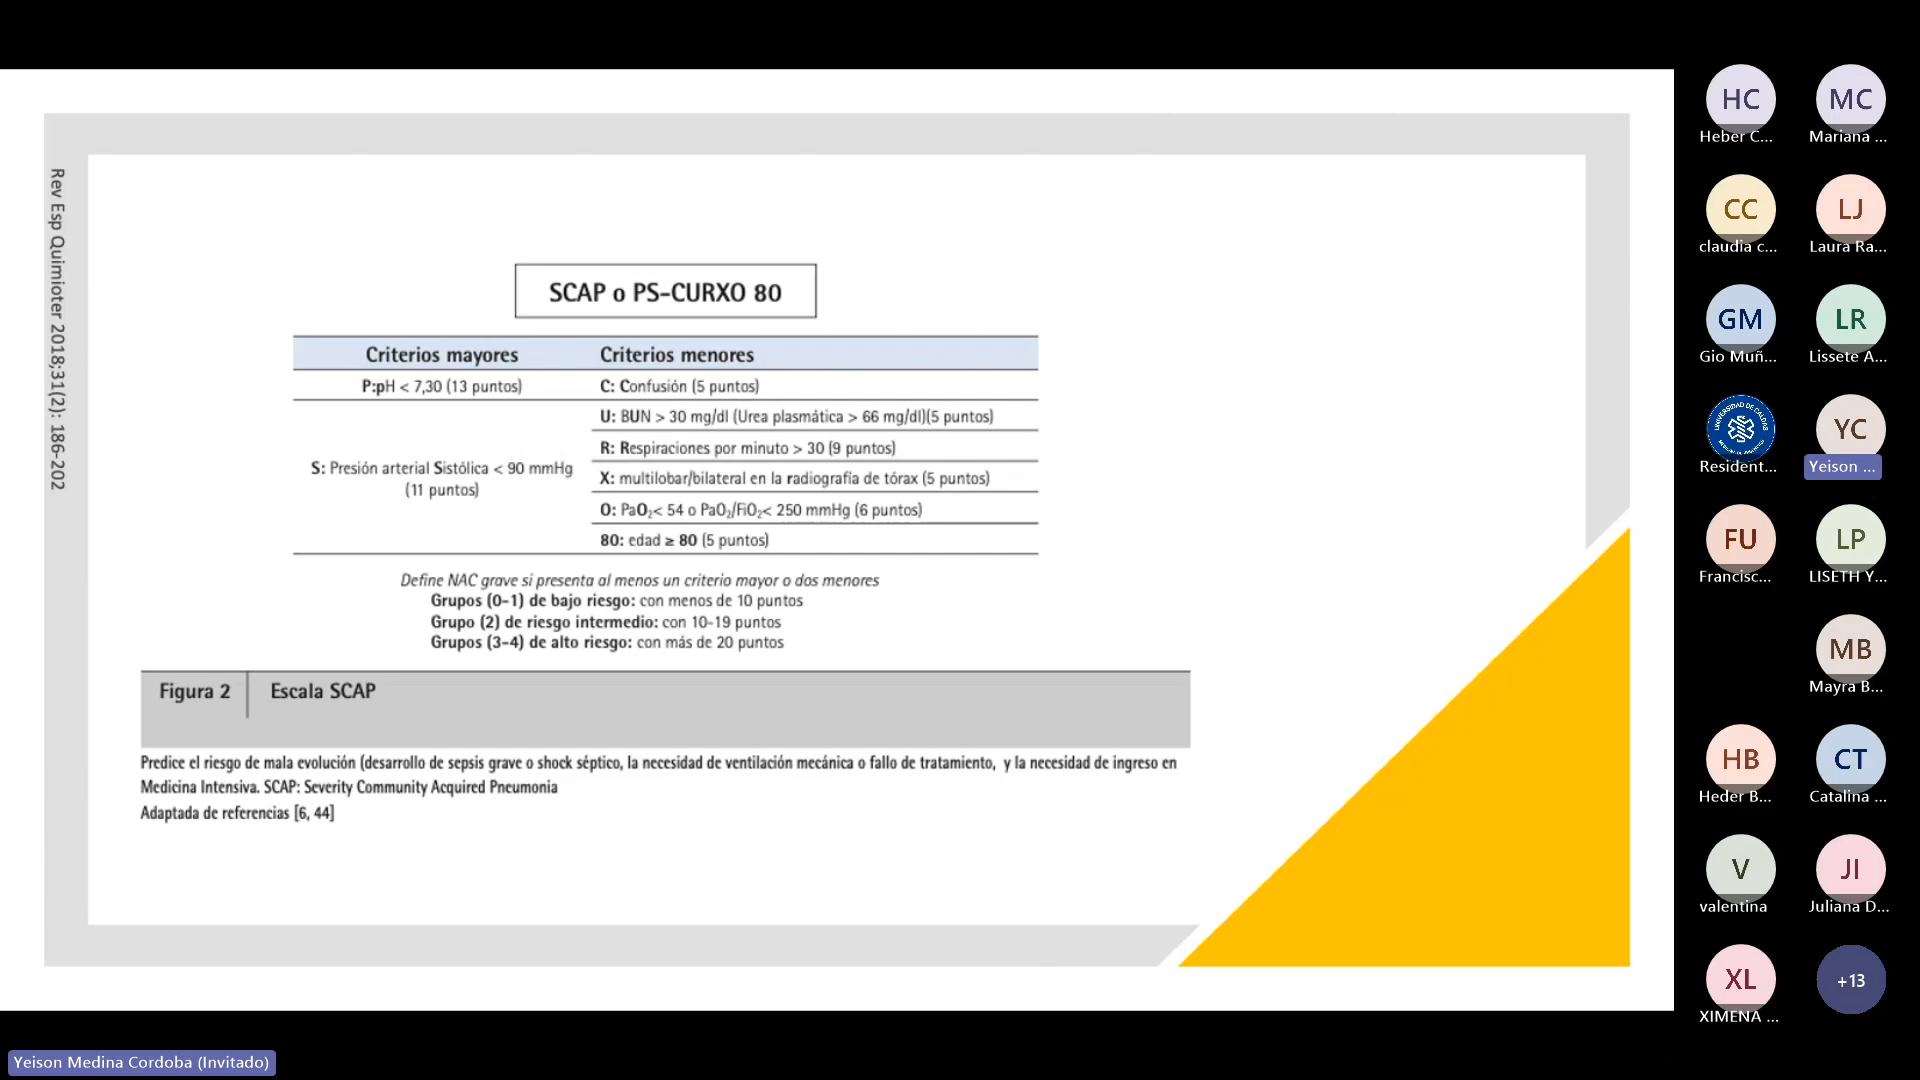 Rev Esp Quimioter 2018;31(2): 186-202
SCAP o PS-CURXO 80
Criterios mayores
Criterios menores
P:pH < 7,30 (13 puntos)
C: Confusión (5 puntos)
U: BUN > 30 mg/dl (Urea plasmática > 66 mg/dl)(5 puntos)
R: Respiraciones por minuto > 30 (9 puntos)
S: Presión arterial Sistólica < 90 mmHg
(11 puntos)
X: multilobar/bilateral en la radiografía de tórax (5 puntos)
O: PaO₂< 54 o PaO₂/FiO₂< 250 mmHg (6 puntos)
80: edad ≥ 80 (5 puntos)
Define NAC grave si presenta al menos un criterio mayor o dos menores
Grupos (0-1) de bajo riesgo: con menos de 10 puntos
Grupo (2) de riesgo intermedio: con 10-19 puntos
Grupos (3-4) de alto riesgo: con más de 20 puntos
Figura 2
Escala SCAP
Predice el riesgo de mala evolución (desarrollo de sepsis grave o shock séptico, la necesidad de ventilación mecánica o fallo de tratamiento, y la necesidad de ingreso en
Medicina Intensiva. SCAP: Severity Community Acquired Pneumonia
Adaptada de referencias [6, 44]
HC
Heber C...
MC
Mariana ...
CC
claudia c...
LJ
Laura Ra...
GM
Gio Muñ...
LR
Lissete A...
UNIVERSIDAD DE CALDAS
Resident...
YC
Yeison ...
FU
Francisc...
LP
LISETH Y...
MB
Mayra B...
HB
Heder B...
CT
Catalina ...
V
valentina
JI
Juliana D...
XL
XIMENA ...
+13
Yeison Medina Cordoba (Invitado)